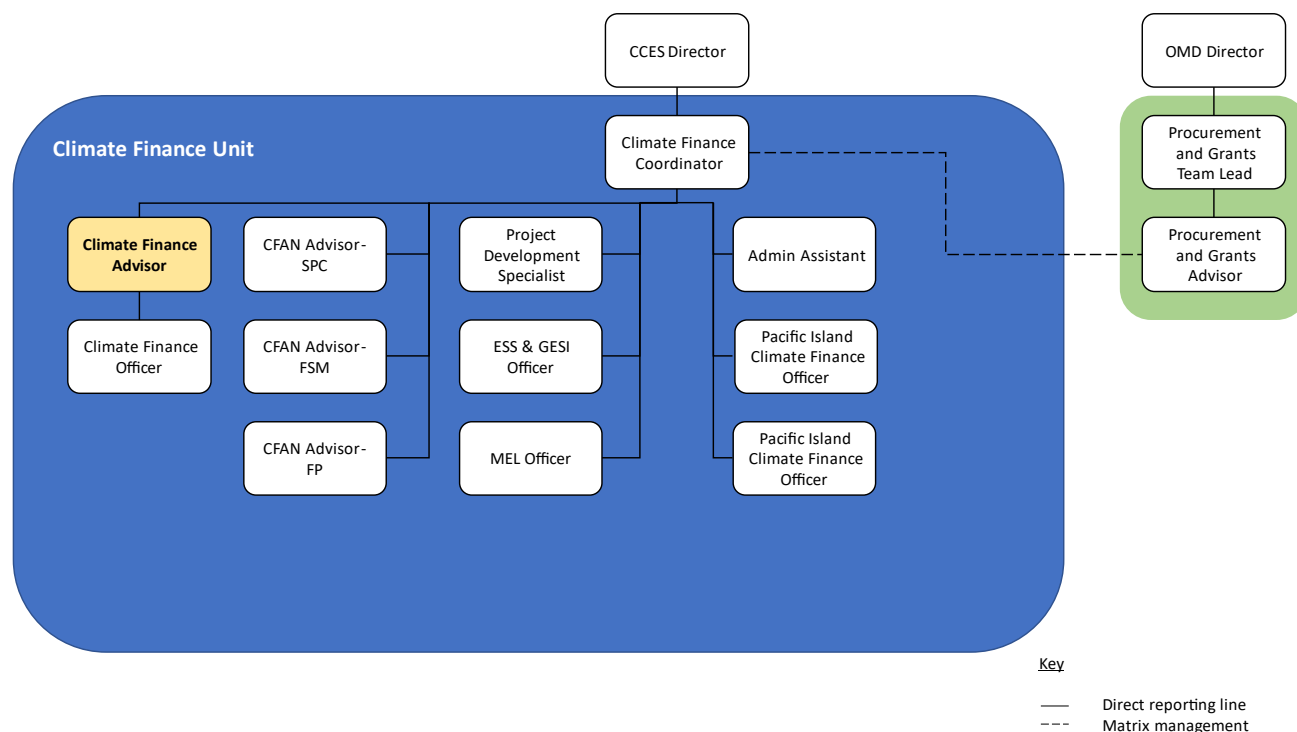 CCES Director
OMD Director
Climate Finance Unit
Climate Finance
Coordinator
Procurement
and Grants
Team Lead
Climate Finance
Advisor
CFAN Advisor-
SPC
Project
Development
Specialist
Admin Assistant
Procurement
and Grants
Advisor
Climate Finance
Officer
CFAN Advisor-
FSM
ESS & GESI
Officer
Pacific Island
Climate Finance
Officer
CFAN Advisor-
FP
MEL Officer
Pacific Island
Climate Finance
Officer
Key
Direct reporting line
Matrix management